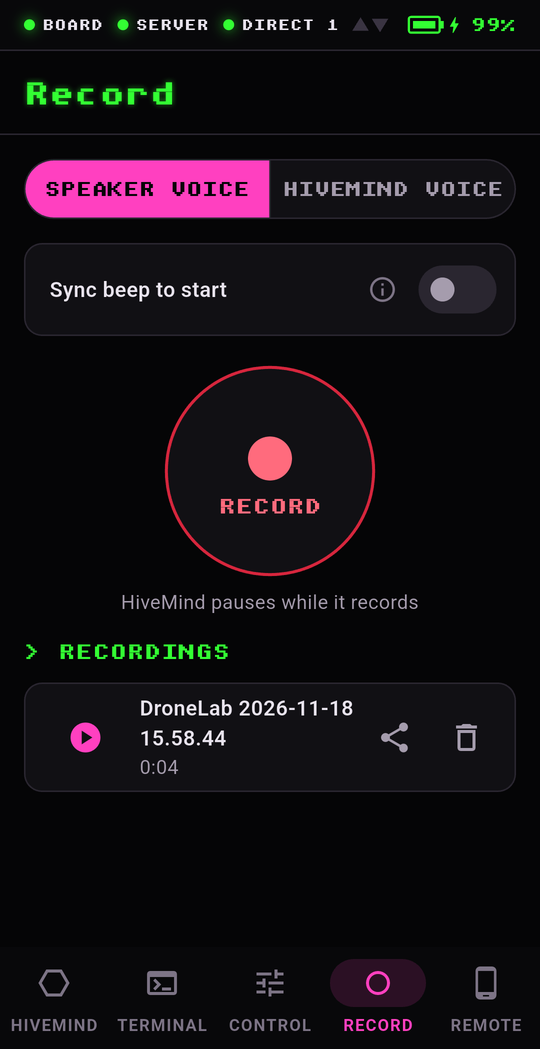 BOARD SERVER DIRECT 1 99%
Record
SPEAKER VOICE HIVEMIND VOICE
Sync beep to start
RECORD
HiveMind pauses while it records
> RECORDINGS
DroneLab 2026-11-18
15.58.44
0:04
HIVEMIND TERMINAL CONTROL RECORD REMOTE